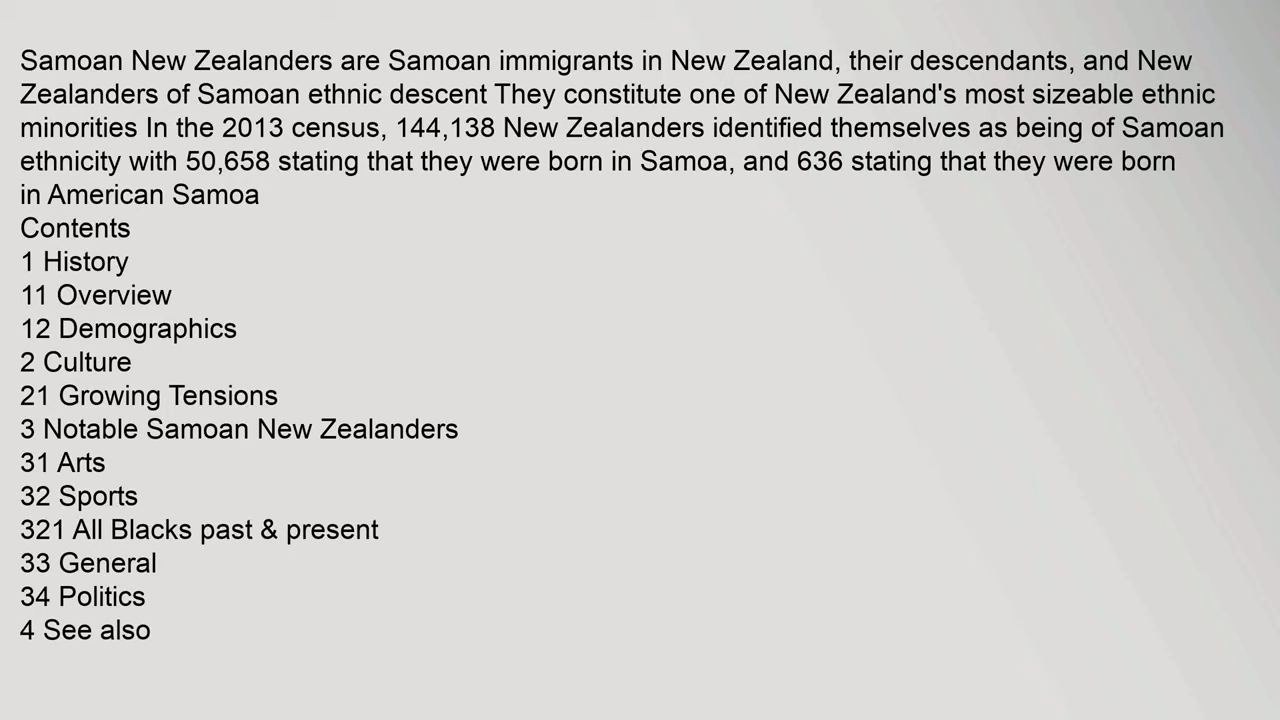 Samoan New Zealanders are Samoan immigrants in New Zealand, their descendants, and New
Zealanders of Samoan ethnic descent They constitute one of New Zealand's most sizeable ethnic
minorities In the 2013 census, 144,138 New Zealanders identified themselves as being of Samoan
ethnicity with 50,658 stating that they were born in Samoa, and 636 stating that they were born
in American Samoa
Contents
1 History
11 Overview
12 Demographics
2 Culture
21 Growing Tensions
3 Notable Samoan New Zealanders
31 Arts
32 Sports
321 All Blacks past & present
33 General
34 Politics
4 See also